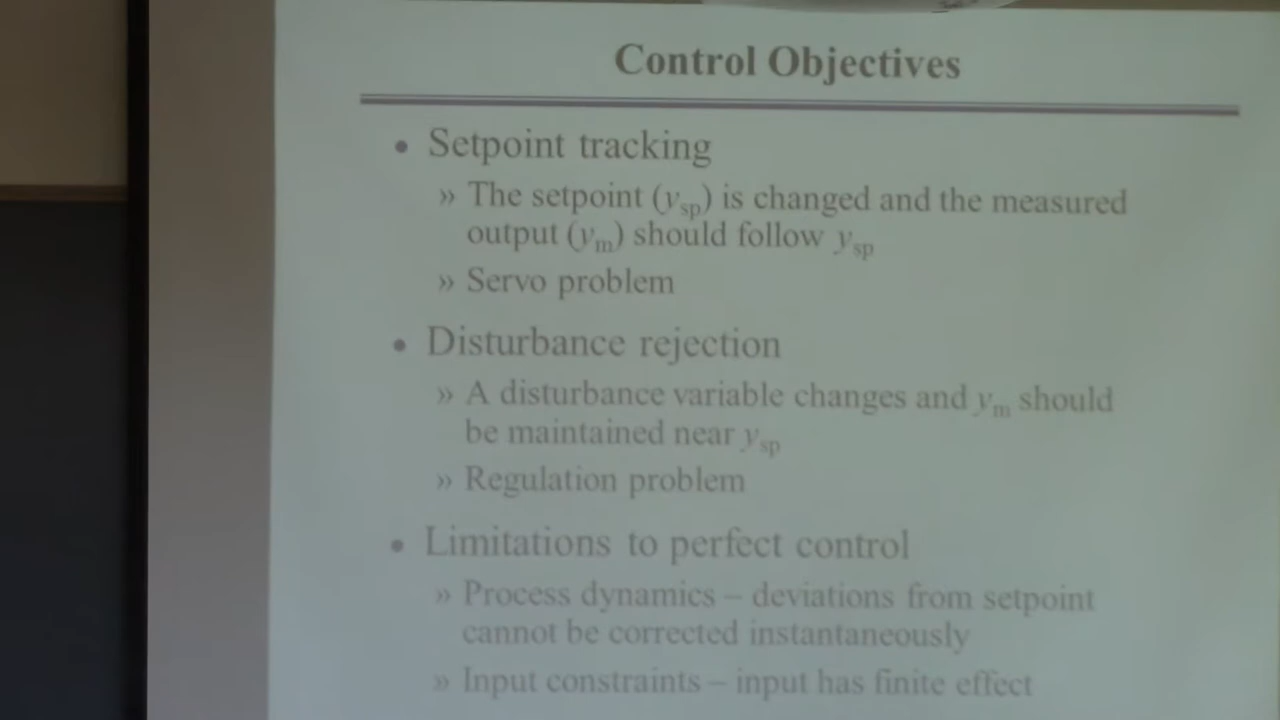 Control Objectives
• Setpoint tracking
» The setpoint (ysp) is changed and the measured
output (ym) should follow ysp
» Servo problem
• Disturbance rejection
» A disturbance variable changes and ym should
be maintained near ysp
» Regulation problem
• Limitations to perfect control
» Process dynamics – deviations from setpoint
cannot be corrected instantaneously
» Input constraints – input has finite effect